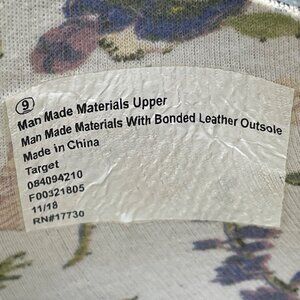 9
Man Made Materials Upper
Man Made Materials With Bonded Leather Outsole
Made in China
Target
084094210
F00321805
11/18
RN#17730